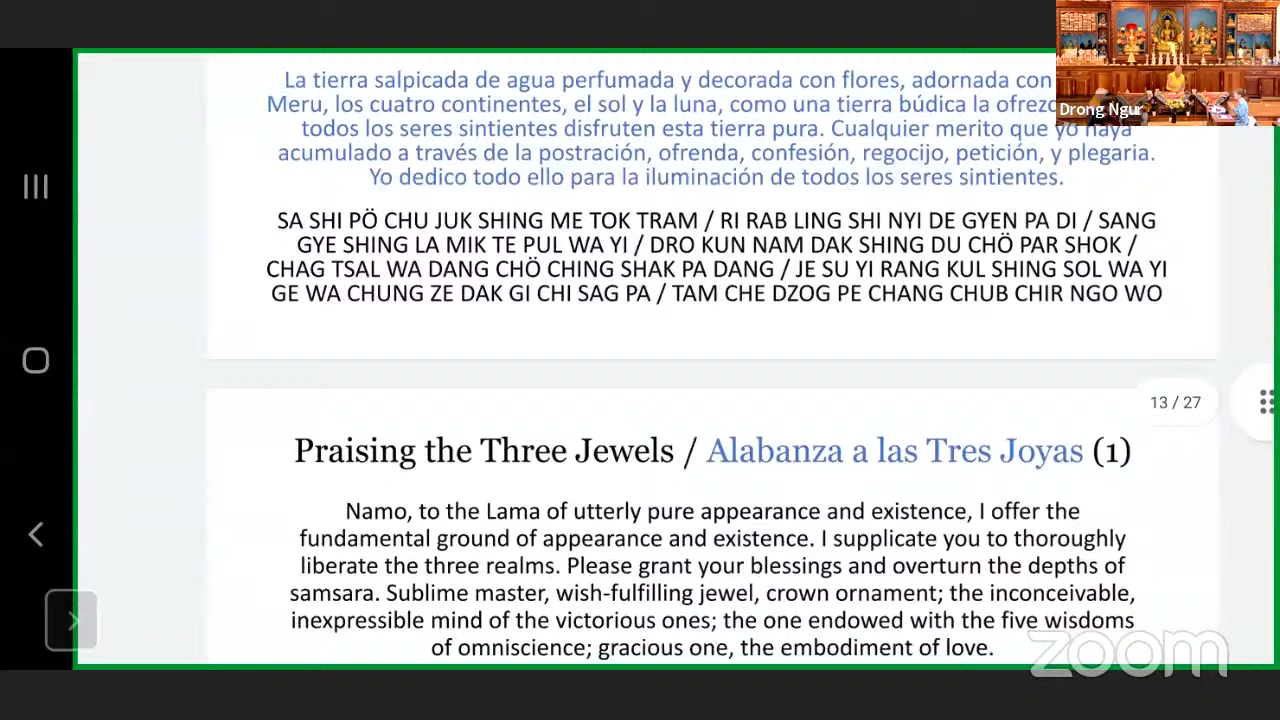 La tierra salpicada de agua perfumada y decorada con flores, adornada con
Meru, los cuatro continentes, el sol y la luna, como una tierra búdica la ofrezco
todos los seres sintientes disfruten esta tierra pura. Cualquier merito que yo haya
acumulado a través de la postración, ofrenda, confesión, regocijo, petición, y plegaria.
Yo dedico todo ello para la iluminación de todos los seres sintientes.
Drong Ngur
SA SHI PÖ CHU JUK SHING ME TOK TRAM / RI RAB LING SHI NYI DE GYEN PA DI / SANG
GYE SHING LA MIK TE PUL WA YI / DRO KUN NAM DAK SHING DU CHÖ PAR SHOK /
CHAG TSAL WA DANG CHÖ CHING SHAK PA DANG / JE SU YI RANG KUL SHING SOL WA YI
GE WA CHUNG ZE DAK GI CHI SAG PA / TAM CHE DZOG PE CHANG CHUB CHIR NGO WO
13 / 27
Praising the Three Jewels / Alabanza a las Tres Joyas (1)
Namo, to the Lama of utterly pure appearance and existence, I offer the
fundamental ground of appearance and existence. I supplicate you to thoroughly
liberate the three realms. Please grant your blessings and overturn the depths of
samsara. Sublime master, wish-fulfilling jewel, crown ornament; the inconceivable,
inexpressible mind of the victorious ones; the one endowed with the five wisdoms
of omniscience; gracious one, the embodiment of love.
zoom